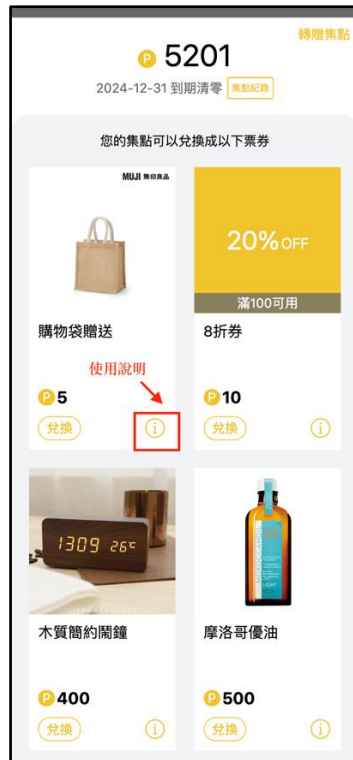 轉贈集點
P 5201
2024-12-31 到期清零 集點紀錄
您的集點可以兌換成以下票券
MUJI 無印良品
20% OFF
滿100可用
購物袋贈送
8折券
使用說明
P 5
P 10
兌換 i
兌換 i
1309 26℃
LIGHT
木質簡約鬧鐘
摩洛哥優油
P 400
P 500
兌換 i
兌換 i